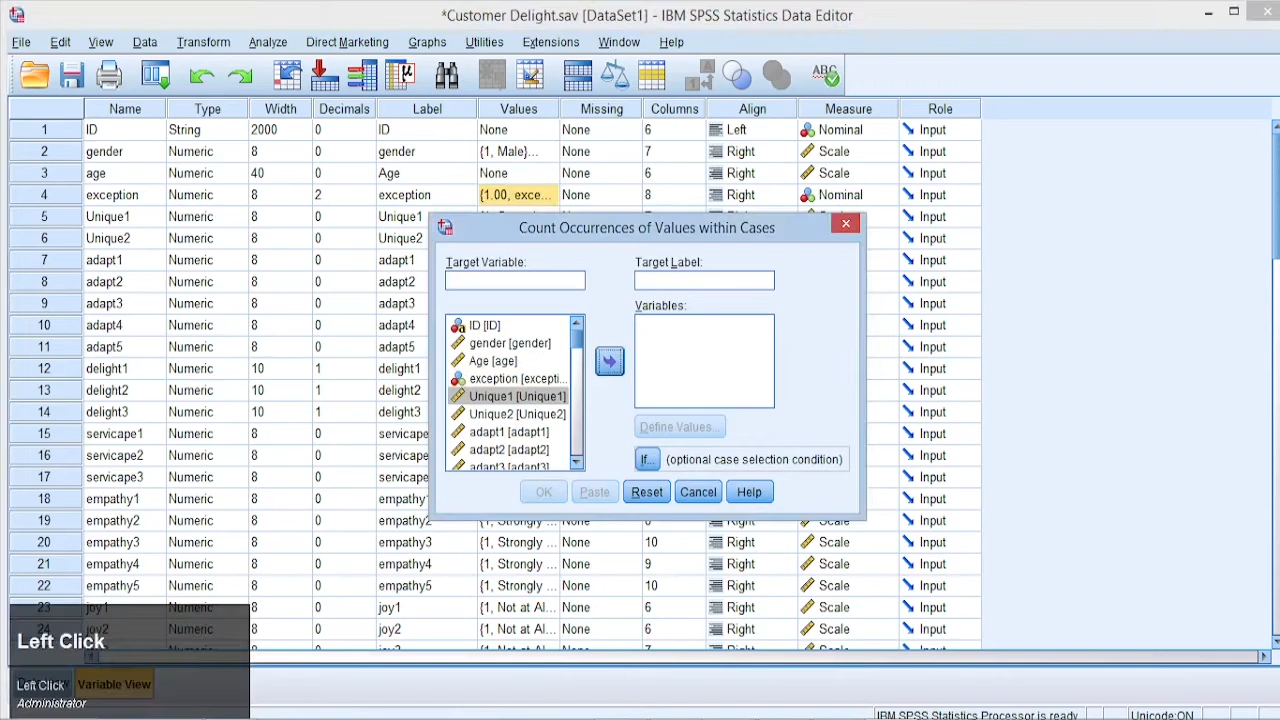 *Customer Delight.sav [DataSet1] - IBM SPSS Statistics Data Editor
File Edit View Data Transform Analyze Direct Marketing Graphs Utilities Extensions Window Help
Name Type Width Decimals Label Values Missing Columns Align Measure Role
1 ID String 2000 0 ID None None 6 Left Nominal Input
2 gender Numeric 8 0 gender {1, Male}... None 7 Right Scale Input
3 age Numeric 40 0 Age None None 6 Right Scale Input
4 exception Numeric 8 2 exception {1.00, exce... None 8 Right Nominal Input
5 Unique1 Numeric 8 0 Unique1 Input
6 Unique2 Numeric 8 0 Unique2 Input
7 adapt1 Numeric 8 0 adapt1 Input
8 adapt2 Numeric 8 0 adapt2 Input
9 adapt3 Numeric 8 0 adapt3 Input
10 adapt4 Numeric 8 0 adapt4 Input
11 adapt5 Numeric 8 0 adapt5 Input
12 delight1 Numeric 10 1 delight1 Input
13 delight2 Numeric 10 1 delight2 Input
14 delight3 Numeric 10 1 delight3 Input
15 servicape1 Numeric 8 0 servicape Input
16 servicape2 Numeric 8 0 servicape Input
17 servicape3 Numeric 8 0 servicape Input
18 empathy1 Numeric 8 0 empathy Input
19 empathy2 Numeric 8 0 empathy2 {1, Strongly ... None 8 Right Scale Input
20 empathy3 Numeric 8 0 empathy3 {1, Strongly ... None 10 Right Scale Input
21 empathy4 Numeric 8 0 empathy4 {1, Strongly ... None 9 Right Scale Input
22 empathy5 Numeric 8 0 empathy5 {1, Strongly ... None 10 Right Scale Input
23 joy1 Numeric 8 0 joy1 {1, Not at Al... None 6 Right Scale Input
24 joy2 Numeric 8 0 joy2 {1, Not at Al... None 6 Right Scale Input
Count Occurrences of Values within Cases
Target Variable: Target Label:
Variables:
ID [ID]
gender [gender]
Age [age]
exception [excepti...
Unique1 [Unique1]
Unique2 [Unique2]
adapt1 [adapt1]
adapt2 [adapt2]
adapt3 [adapt3]
Define Values...
If... (optional case selection condition)
OK Paste Reset Cancel Help
Left Click
Left Click
Variable View
Administrator
IBM SPSS Statistics Processor is ready Unicode:ON